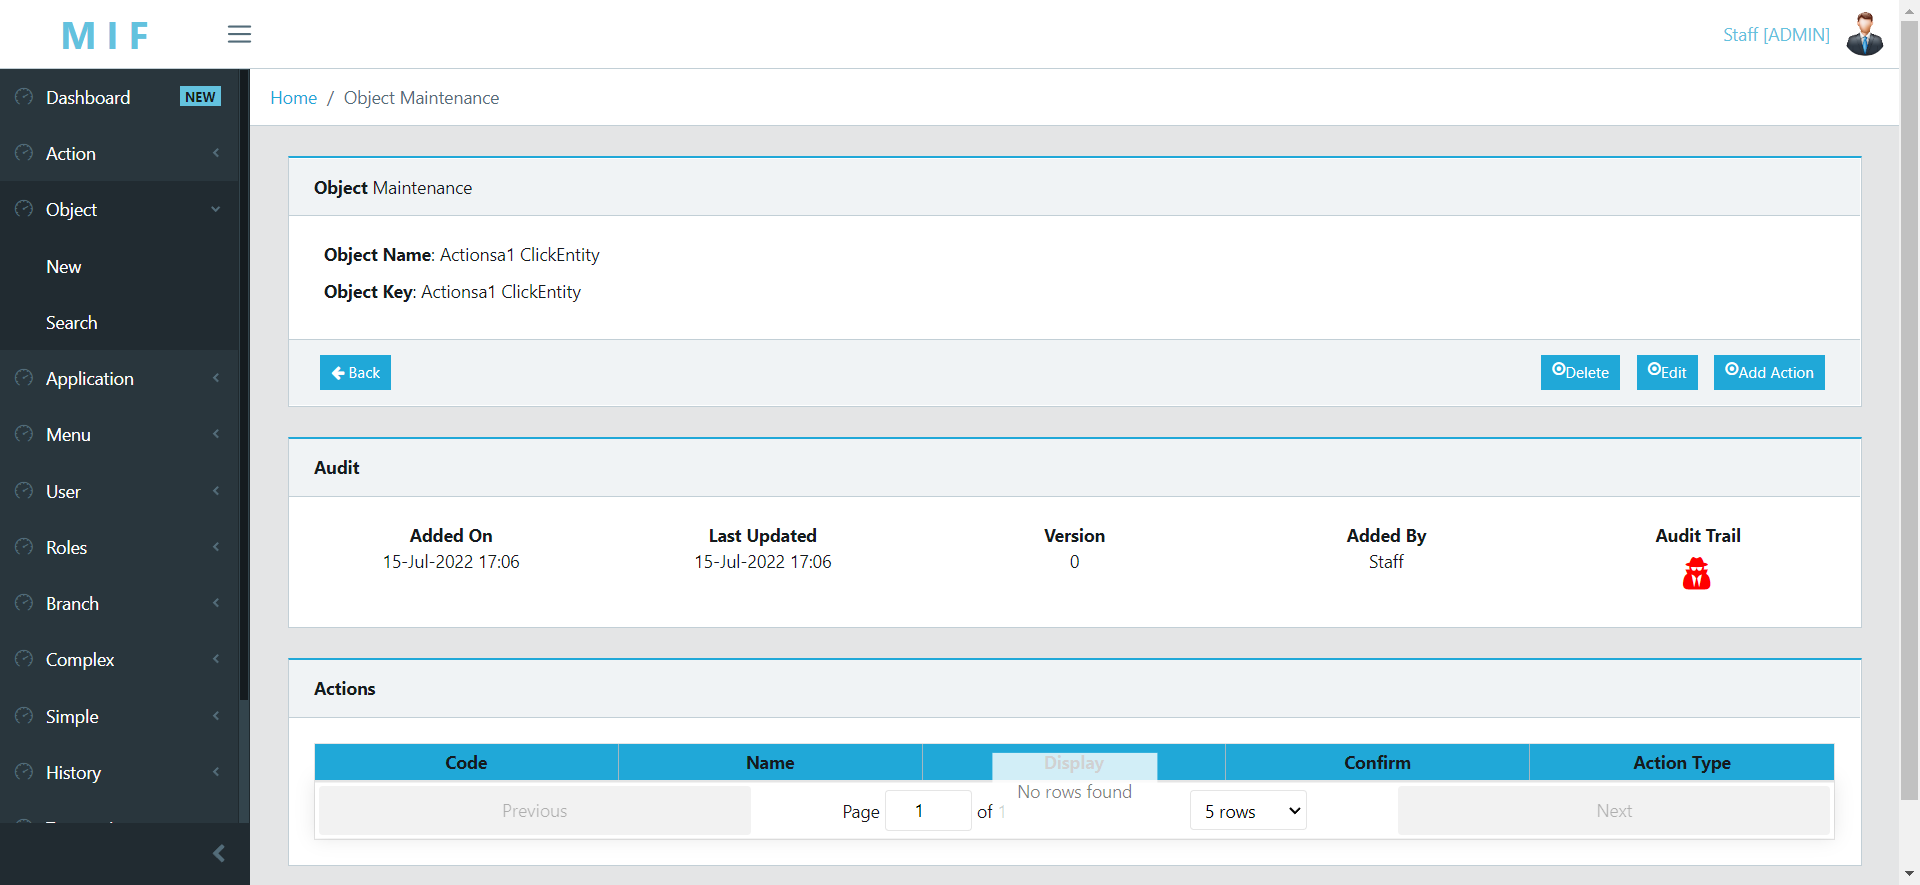 M I F
Staff [ADMIN]
Dashboard NEW
Action
Object
New
Search
Application
Menu
User
Roles
Branch
Complex
Simple
History
Home / Object Maintenance
Object Maintenance
Object Name: Actionsa1 ClickEntity
Object Key: Actionsa1 ClickEntity
Back
Delete
Edit
Add Action
Audit
Added On Last Updated Version Added By Audit Trail
15-Jul-2022 17:06 15-Jul-2022 17:06 0 Staff
Actions
Code Name Display Confirm Action Type
No rows found
Previous Page 1 of 1 5 rows Next